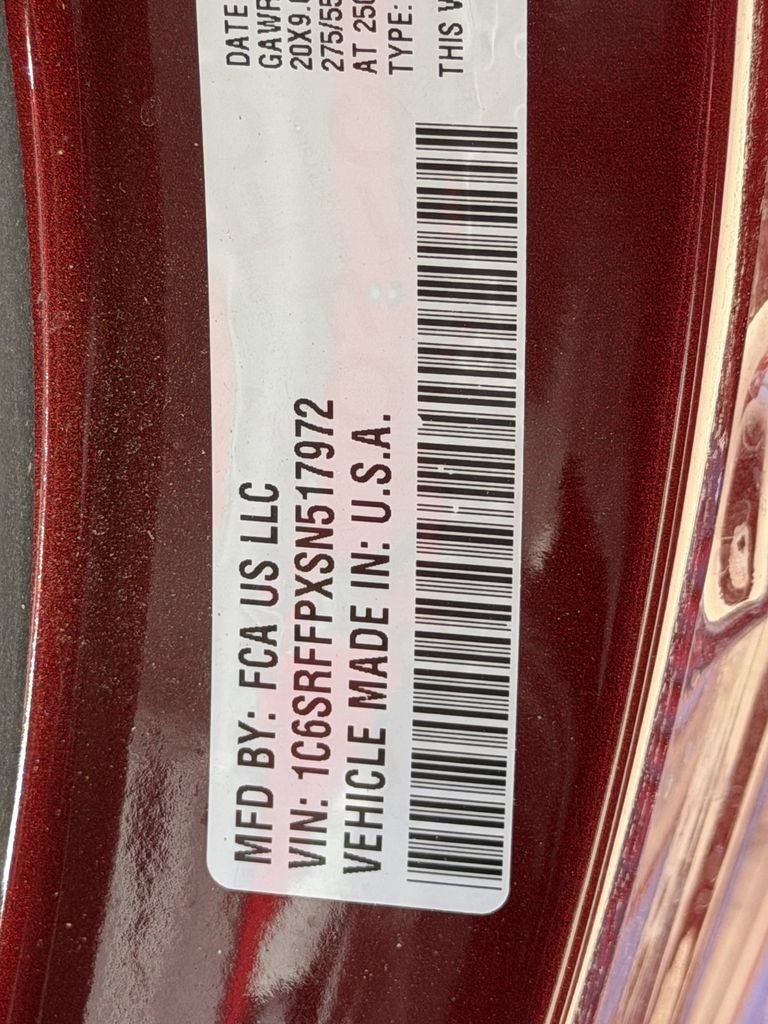 MFD BY: FCA US LLC
VIN: 1C6SRFFPXSN517972
VEHICLE MADE IN: U.S.A.
DATE
GAWR
20X9.
275/55
AT 250
TYPE:
THIS V